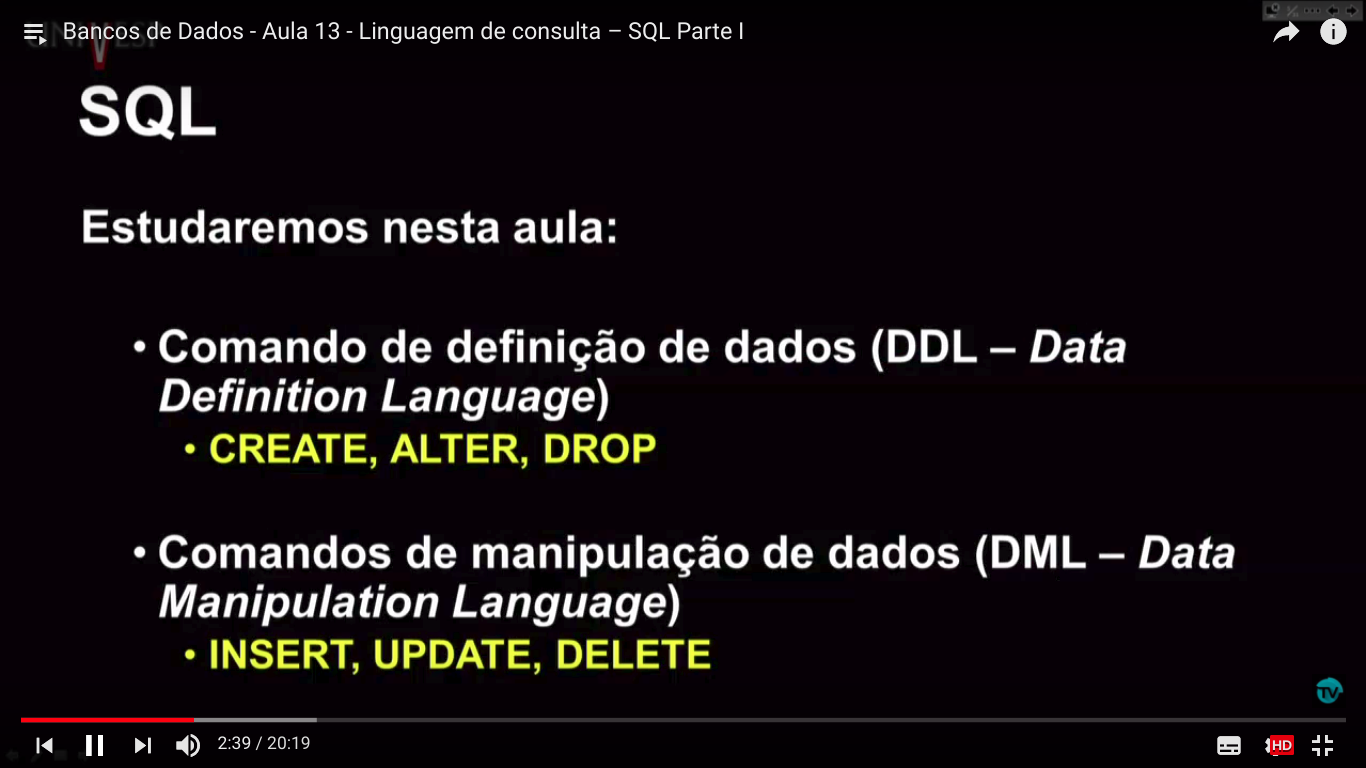 Bancos de Dados - Aula 13 - Linguagem de consulta – SQL Parte I
SQL
Estudaremos nesta aula:
• Comando de definição de dados (DDL – Data
Definition Language)
• CREATE, ALTER, DROP
• Comandos de manipulação de dados (DML – Data
Manipulation Language)
• INSERT, UPDATE, DELETE
TV
2:39 / 20:19
HD